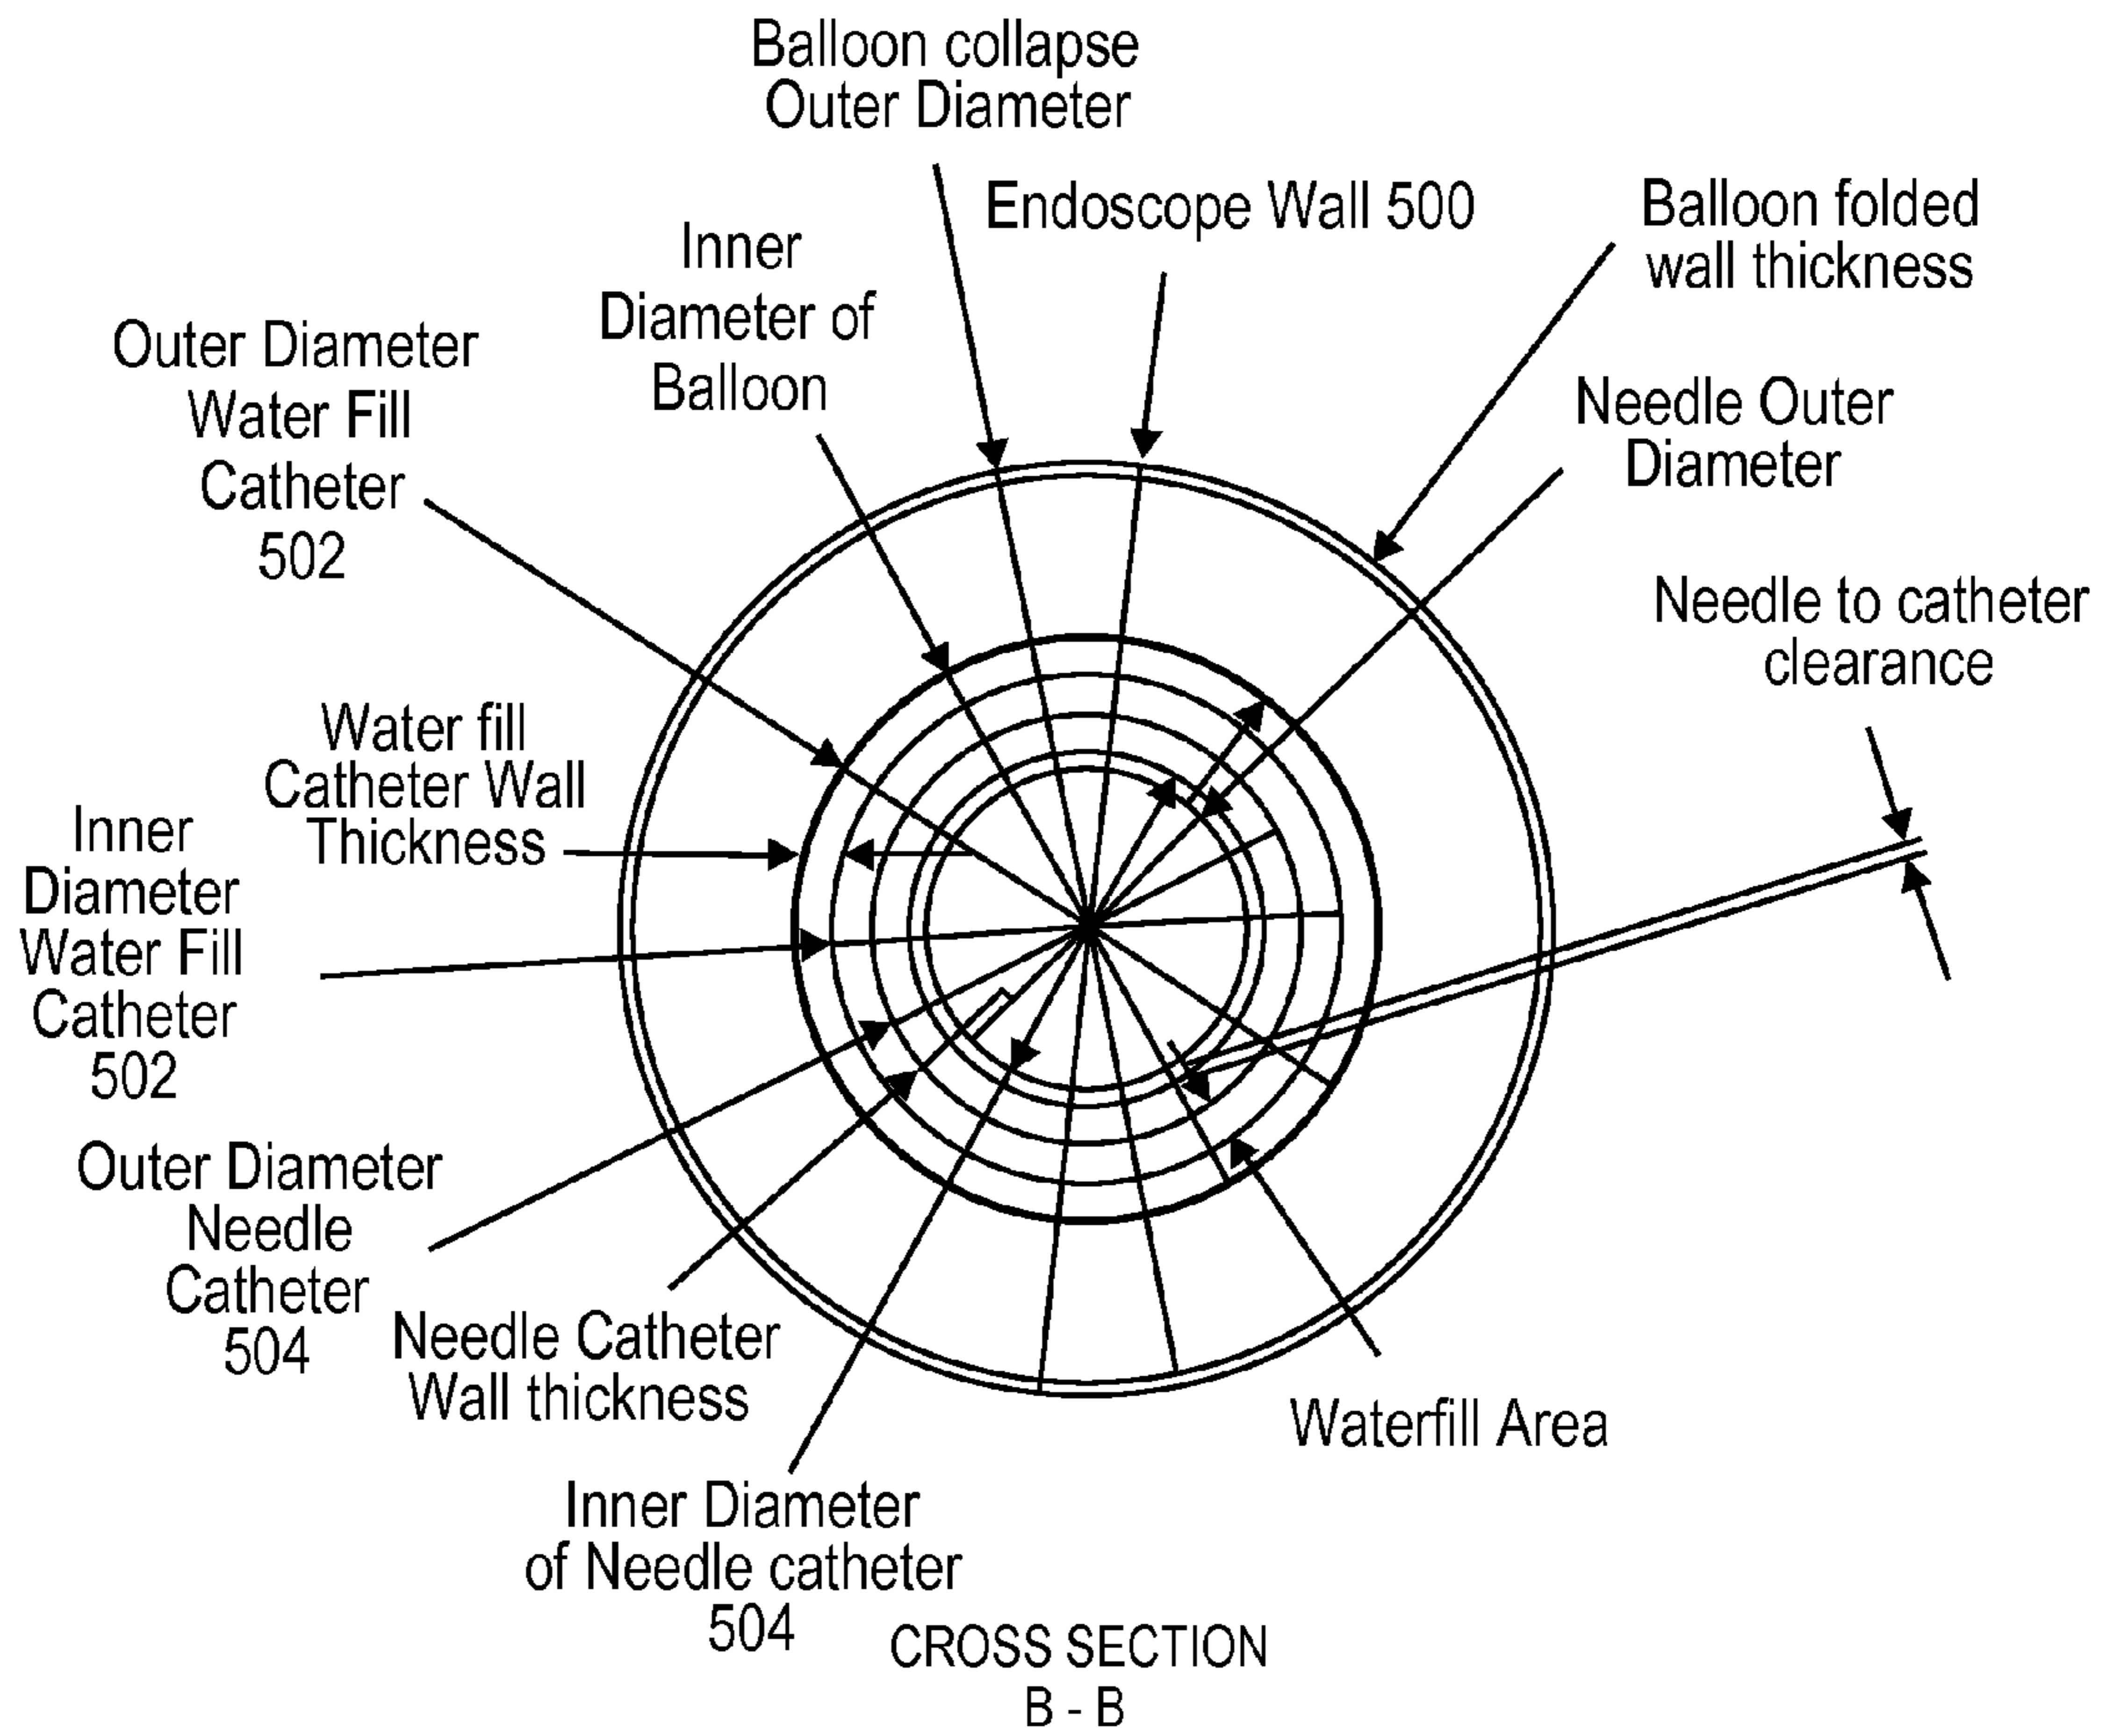 Balloon collapse
Outer Diameter
Endoscope Wall 500
Balloon folded
wall thickness
Inner
Diameter of
Balloon
Outer Diameter
Water Fill
Catheter
502
Needle Outer
Diameter
Needle to catheter
clearance
Water fill
Catheter Wall
Thickness
Inner
Diameter
Water Fill
Catheter
502
Outer Diameter
Needle
Catheter
504
Needle Catheter
Wall thickness
Waterfill Area
Inner Diameter
of Needle catheter
504
CROSS SECTION
B - B